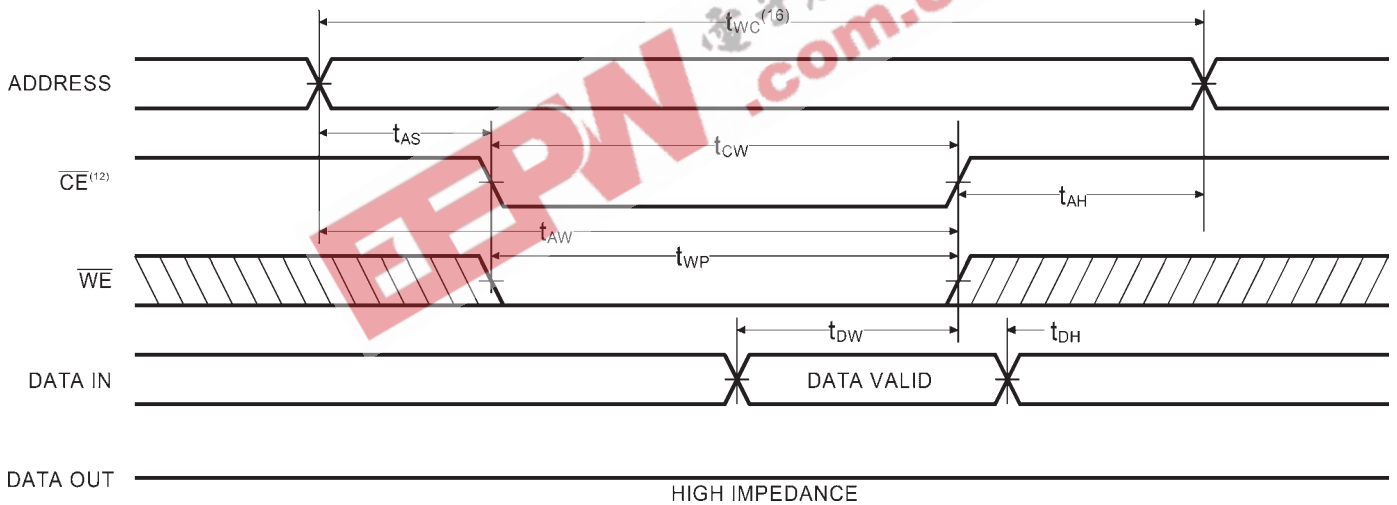 tWC(16)
ADDRESS
tAS
tCW
CE(12)
tAH
tAW
WE
tWP
tDW
tDH
DATA IN
DATA VALID
DATA OUT
HIGH IMPEDANCE
EEPW
.com.c